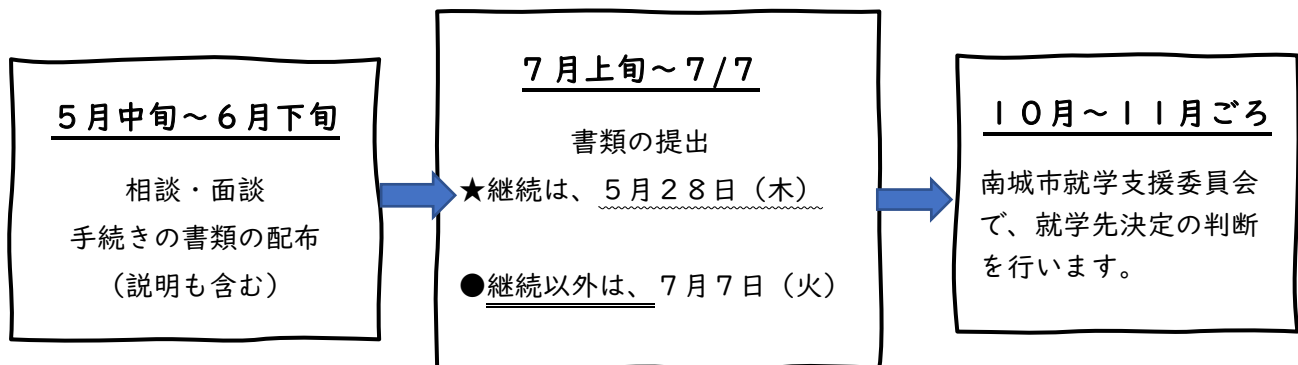 ５月中旬～６月下旬
相談・面談
手続きの書類の配布
（説明も含む）
７月上旬～７/７
書類の提出
★継続は、５月２８日（木）
●継続以外は、７月７日（火）
１０月～１１月ごろ
南城市就学支援委員会
で、就学先決定の判断
を行います。